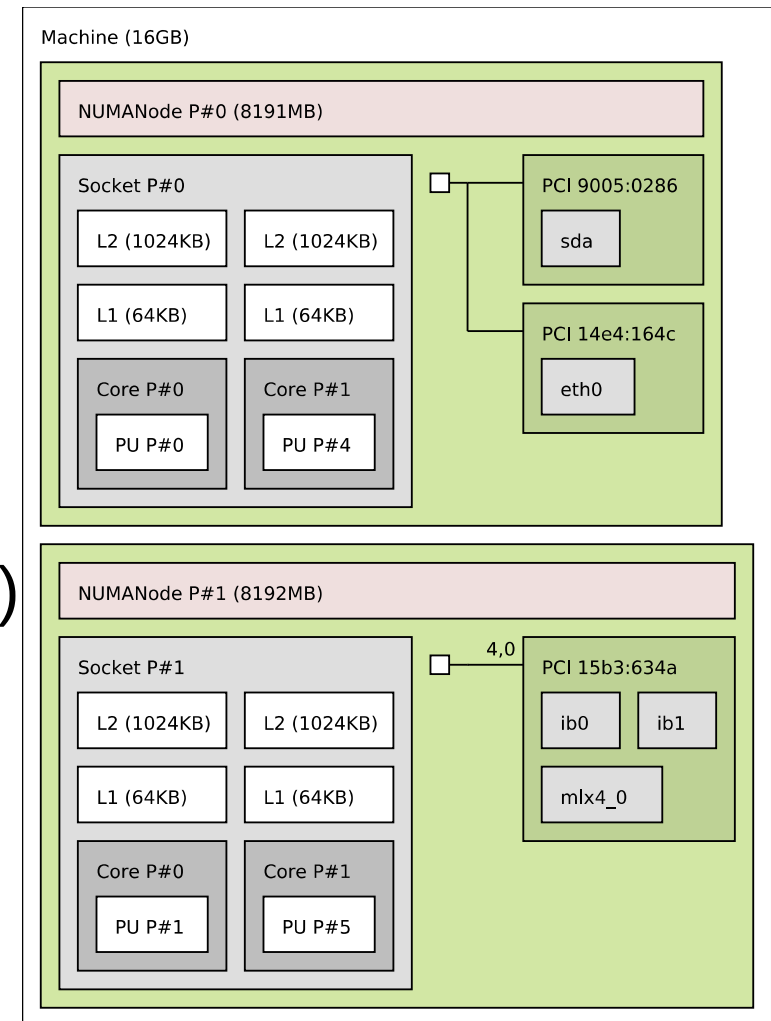 Machine (16GB)
NUMANode P#0 (8191MB)
Socket P#0
PCI 9005:0286
L2 (1024KB) L2 (1024KB)
sda
L1 (64KB) L1 (64KB)
PCI 14e4:164c
Core P#0 Core P#1
eth0
PU P#0 PU P#4
)
NUMANode P#1 (8192MB)
4,0
Socket P#1
PCI 15b3:634a
L2 (1024KB) L2 (1024KB)
ib0 ib1
L1 (64KB) L1 (64KB)
mlx4_0
Core P#0 Core P#1
PU P#1 PU P#5